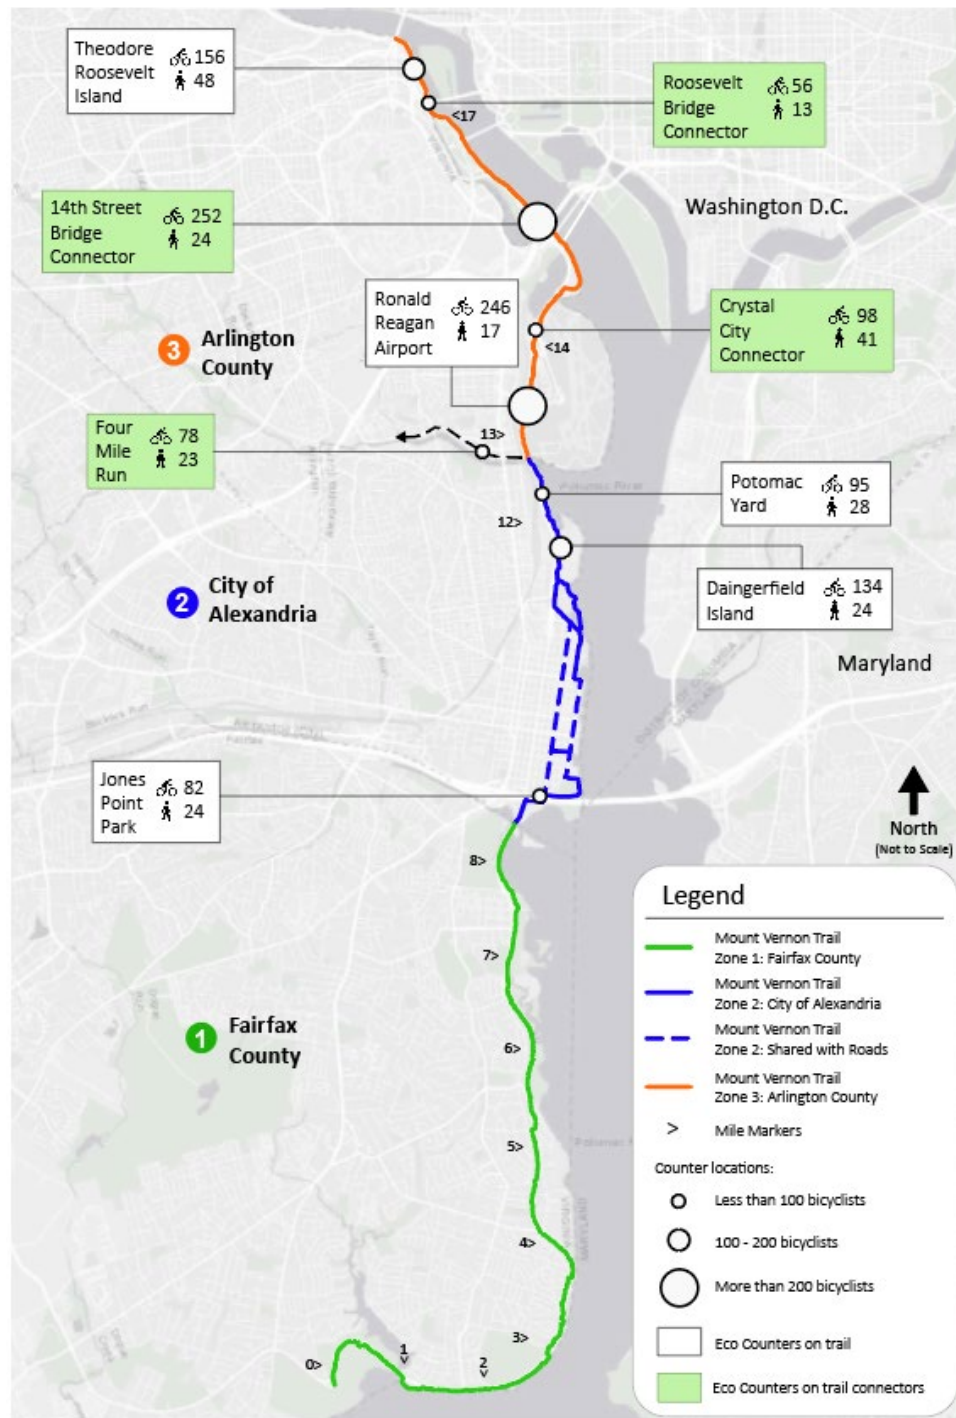 Theodore
Roosevelt
Island
156
48
Roosevelt
Bridge
Connector
56
13
<17
14th Street
Bridge
Connector
252
24
Washington D.C.
Ronald
Reagan
Airport
246
17
Crystal
City
Connector
98
41
<14
3
Arlington
County
Four
Mile
Run
78
23
13>
Potomac
Yard
95
28
12>
2
City of
Alexandria
Daingerfield
Island
134
24
Maryland
Jones
Point
Park
82
24
North
(Not to Scale)
8>
7>
1
Fairfax
County
6>
5>
4>
3>
2
1
0>
Legend
Mount Vernon Trail
Zone 1: Fairfax County
Mount Vernon Trail
Zone 2: City of Alexandria
Mount Vernon Trail
Zone 2: Shared with Roads
Mount Vernon Trail
Zone 3: Arlington County
> Mile Markers
Counter locations:
Less than 100 bicyclists
100 - 200 bicyclists
More than 200 bicyclists
Eco Counters on trail
Eco Counters on trail connectors